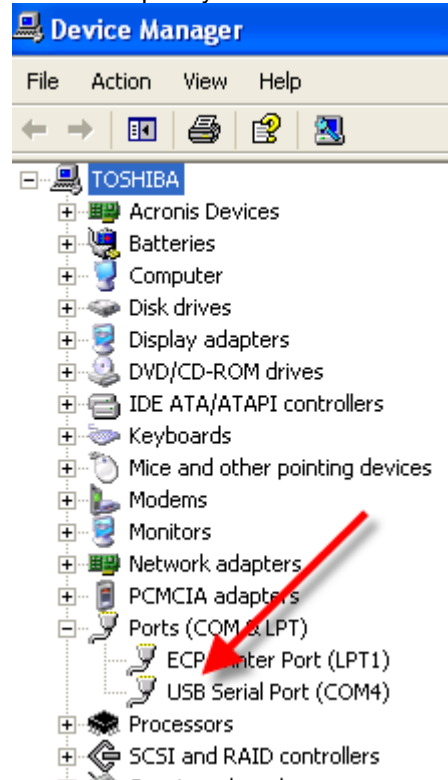 Device Manager
File Action View Help
TOSHIBA
Acronis Devices
Batteries
Computer
Disk drives
Display adapters
DVD/CD-ROM drives
IDE ATA/ATAPI controllers
Keyboards
Mice and other pointing devices
Modems
Monitors
Network adapters
PCMCIA adapters
Ports (COM & LPT)
ECP Printer Port (LPT1)
USB Serial Port (COM4)
Processors
SCSI and RAID controllers